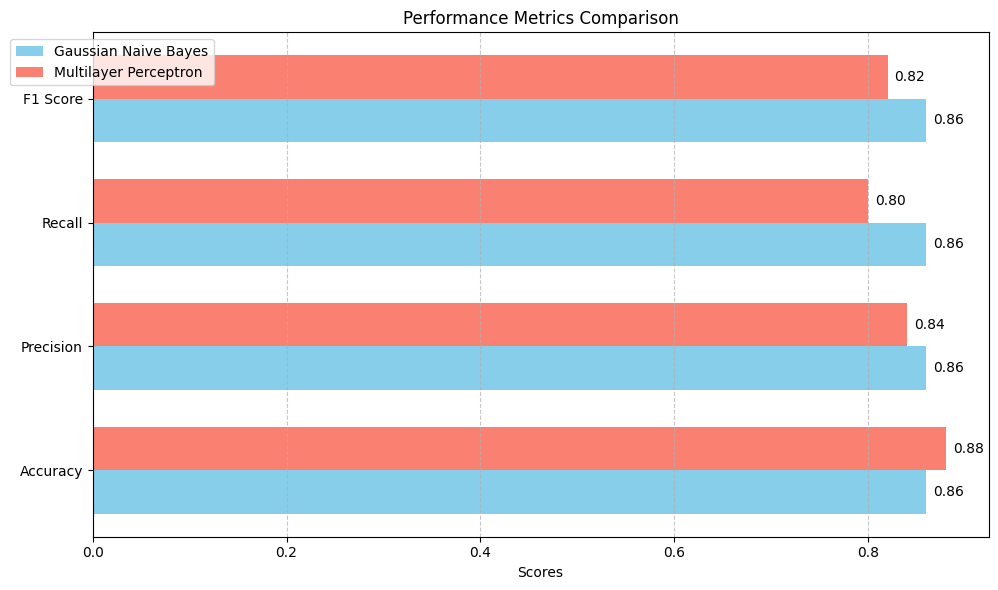 Performance Metrics Comparison
Gaussian Naive Bayes
Multilayer Perceptron
F1 Score
0.82
0.86
Recall
0.80
0.86
Precision
0.84
0.86
Accuracy
0.88
0.86
0.0 0.2 0.4 0.6 0.8
Scores